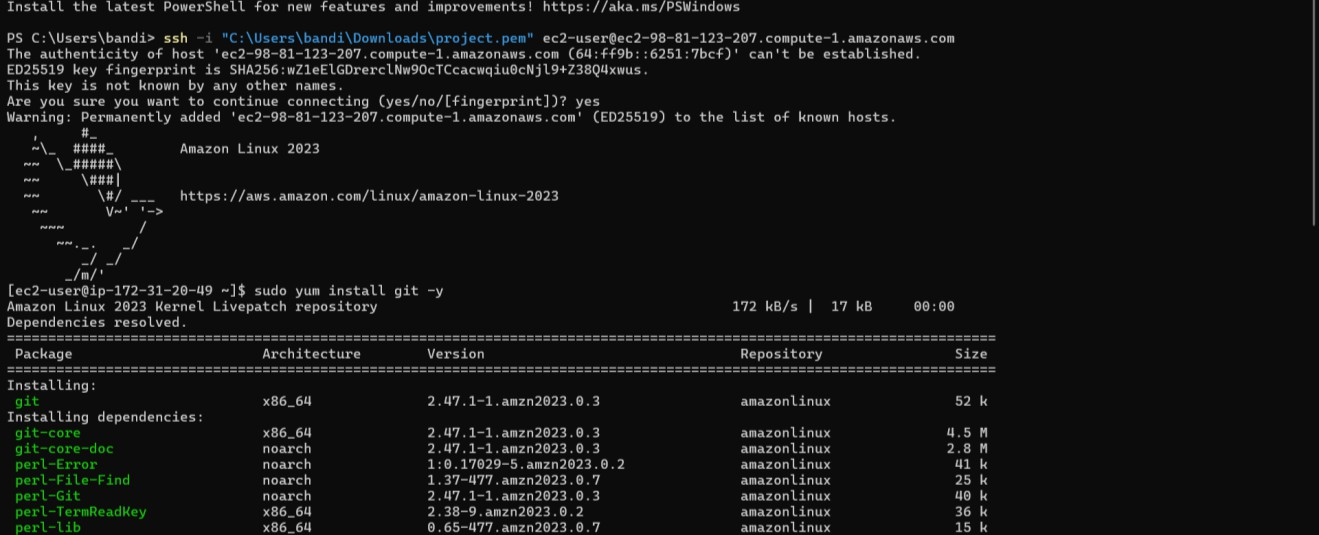 Install the latest PowerShell for new features and improvements! https://aka.ms/PSWindows
PS C:\Users\bandi> ssh -i "C:\Users\bandi\Downloads\project.pem" ec2-user@ec2-98-81-123-207.compute-1.amazonaws.com
The authenticity of host 'ec2-98-81-123-207.compute-1.amazonaws.com (64:ff9b::6251:7bcf)' can't be established.
ED25519 key fingerprint is SHA256:wZ1eElGDrerclNw9OcTCcacwqiu0cNjl9+Z38Q4xwus.
This key is not known by any other names.
Are you sure you want to continue connecting (yes/no/[fingerprint])? yes
Warning: Permanently added 'ec2-98-81-123-207.compute-1.amazonaws.com' (ED25519) to the list of known hosts.
   ,     #_
   ~\_  ####_        Amazon Linux 2023
  ~~  \_#####\
  ~~     \###|
  ~~       \#/ ___   https://aws.amazon.com/linux/amazon-linux-2023
   ~~       V~' '->
    ~~~         /
      ~~._.   _/
         _/ _/
       _/m/'
[ec2-user@ip-172-31-20-49 ~]$ sudo yum install git -y
Amazon Linux 2023 Kernel Livepatch repository 172 kB/s | 17 kB 00:00
Dependencies resolved.
================================================================================
Package Architecture Version Repository Size
================================================================================
Installing:
git x86_64 2.47.1-1.amzn2023.0.3 amazonlinux 52 k
Installing dependencies:
git-core x86_64 2.47.1-1.amzn2023.0.3 amazonlinux 4.5 M
git-core-doc noarch 2.47.1-1.amzn2023.0.3 amazonlinux 2.8 M
perl-Error noarch 1:0.17029-5.amzn2023.0.2 amazonlinux 41 k
perl-File-Find noarch 1.37-477.amzn2023.0.7 amazonlinux 25 k
perl-Git noarch 2.47.1-1.amzn2023.0.3 amazonlinux 40 k
perl-TermReadKey x86_64 2.38-9.amzn2023.0.2 amazonlinux 36 k
perl-lib x86_64 0.65-477.amzn2023.0.7 amazonlinux 15 k